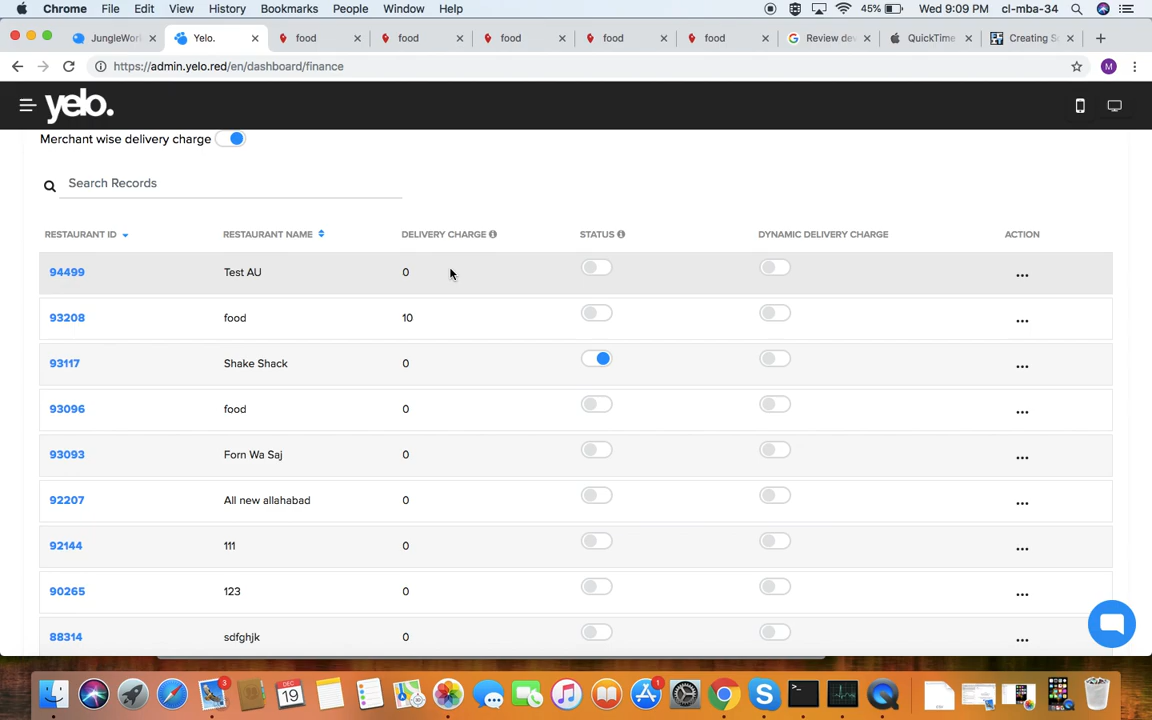 Chrome File Edit View History Bookmarks People Window Help 45% Wed 9:09 PM cl-mba-34
Yelo. food food food food food QuickTime
https://admin.yelo.red/en/dashboard/finance M
yelo.
Merchant wise delivery charge
Search Records
RESTAURANT ID RESTAURANT NAME DELIVERY CHARGE STATUS DYNAMIC DELIVERY CHARGE ACTION
94499 Test AU 0
93208 food 10
93117 Shake Shack 0
93096 food 0
93093 Forn Wa Saj 0
92207 All new allahabad 0
92144 111 0
90265 123 0
88314 sdfghjk 0
3 DEC 19 1